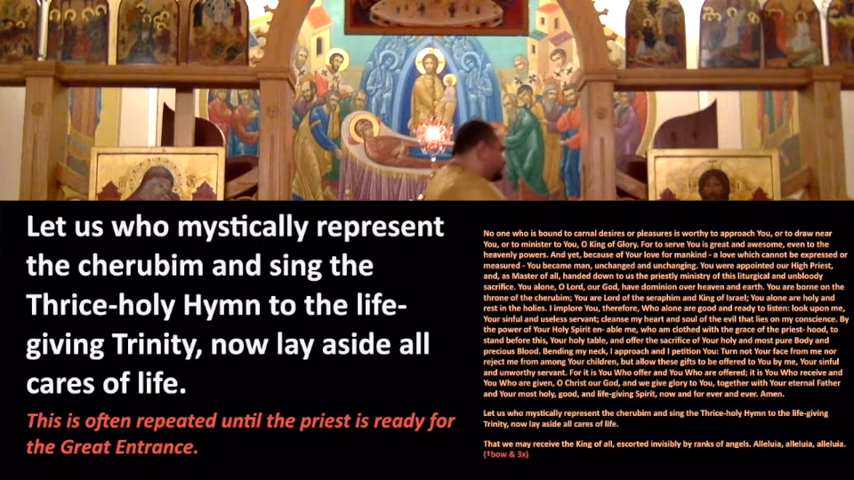 Let us who mystically represent
the cherubim and sing the
Thrice-holy Hymn to the life-
giving Trinity, now lay aside all
cares of life.
This is often repeated until the priest is ready for
the Great Entrance.
No one who is bound to carnal desires or pleasures is worthy to approach You, or to draw near
You, or to minister to You, O King of Glory. For to serve You is great and awesome, even to the
heavenly powers. And yet, because of Your love for mankind - a love which cannot be expressed or
measured - You became man, unchanged and unchanging. You were appointed our High Priest,
and, as Master of all, handed down to us the priestly ministry of this liturgical and unbloody
sacrifice. You alone, O Lord, our God, have dominion over heaven and earth. You are borne on the
throne of the cherubim; You are Lord of the seraphim and King of Israel; You alone are holy and
rest in the holies. I implore You, therefore, Who alone are good and ready to listen: look upon me,
Your sinful and useless servant; cleanse my heart and soul of the evil that lies on my conscience. By
the power of Your Holy Spirit en- able me, who am clothed with the grace of the priest- hood, to
stand before this, Your holy table, and offer the sacrifice of Your holy and most pure Body and
precious Blood. Bending my neck, I approach and I petition You: Turn not Your face from me nor
reject me from among Your children, but allow these gifts to be offered to You by me, Your sinful
and unworthy servant. For it is You Who offer and You Who are offered; it is You Who receive and
You Who are given, O Christ our God, and we give glory to You, together with Your eternal Father
and Your most holy, good, and life-giving Spirit, now and for ever and ever. Amen.
Let us who mystically represent the cherubim and sing the Thrice-holy Hymn to the life-giving
Trinity, now lay aside all cares of life.
That we may receive the King of all, escorted invisibly by ranks of angels. Alleluia, alleluia, alleluia.
(†bow & 3x)